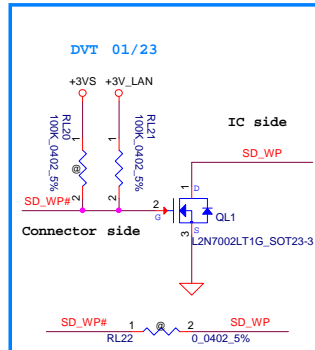 DVT 01/23
+3VS
+3V_LAN
RL20
100K_0402_5%
RL21
100K_0402_5%
1
1
@
2
2
IC side
SD_WP
SD_WP#
1
D
2
G
QL1
S
3
L2N7002LT1G_SOT23-3
Connector side
SD_WP#
1
@
2
SD_WP
RL22
0_0402_5%